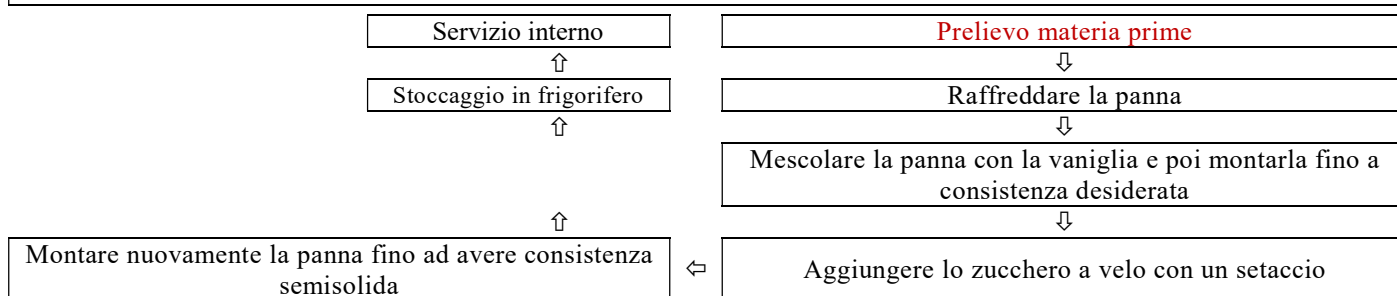 Servizio interno
Prelievo materia prime
⇧
⇩
Stoccaggio in frigorifero
Raffreddare la panna
⇧
⇩
Mescolare la panna con la vaniglia e poi montarla fino a
consistenza desiderata
⇧
⇩
Montare nuovamente la panna fino ad avere consistenza
semisolida
⇦
Aggiungere lo zucchero a velo con un setaccio